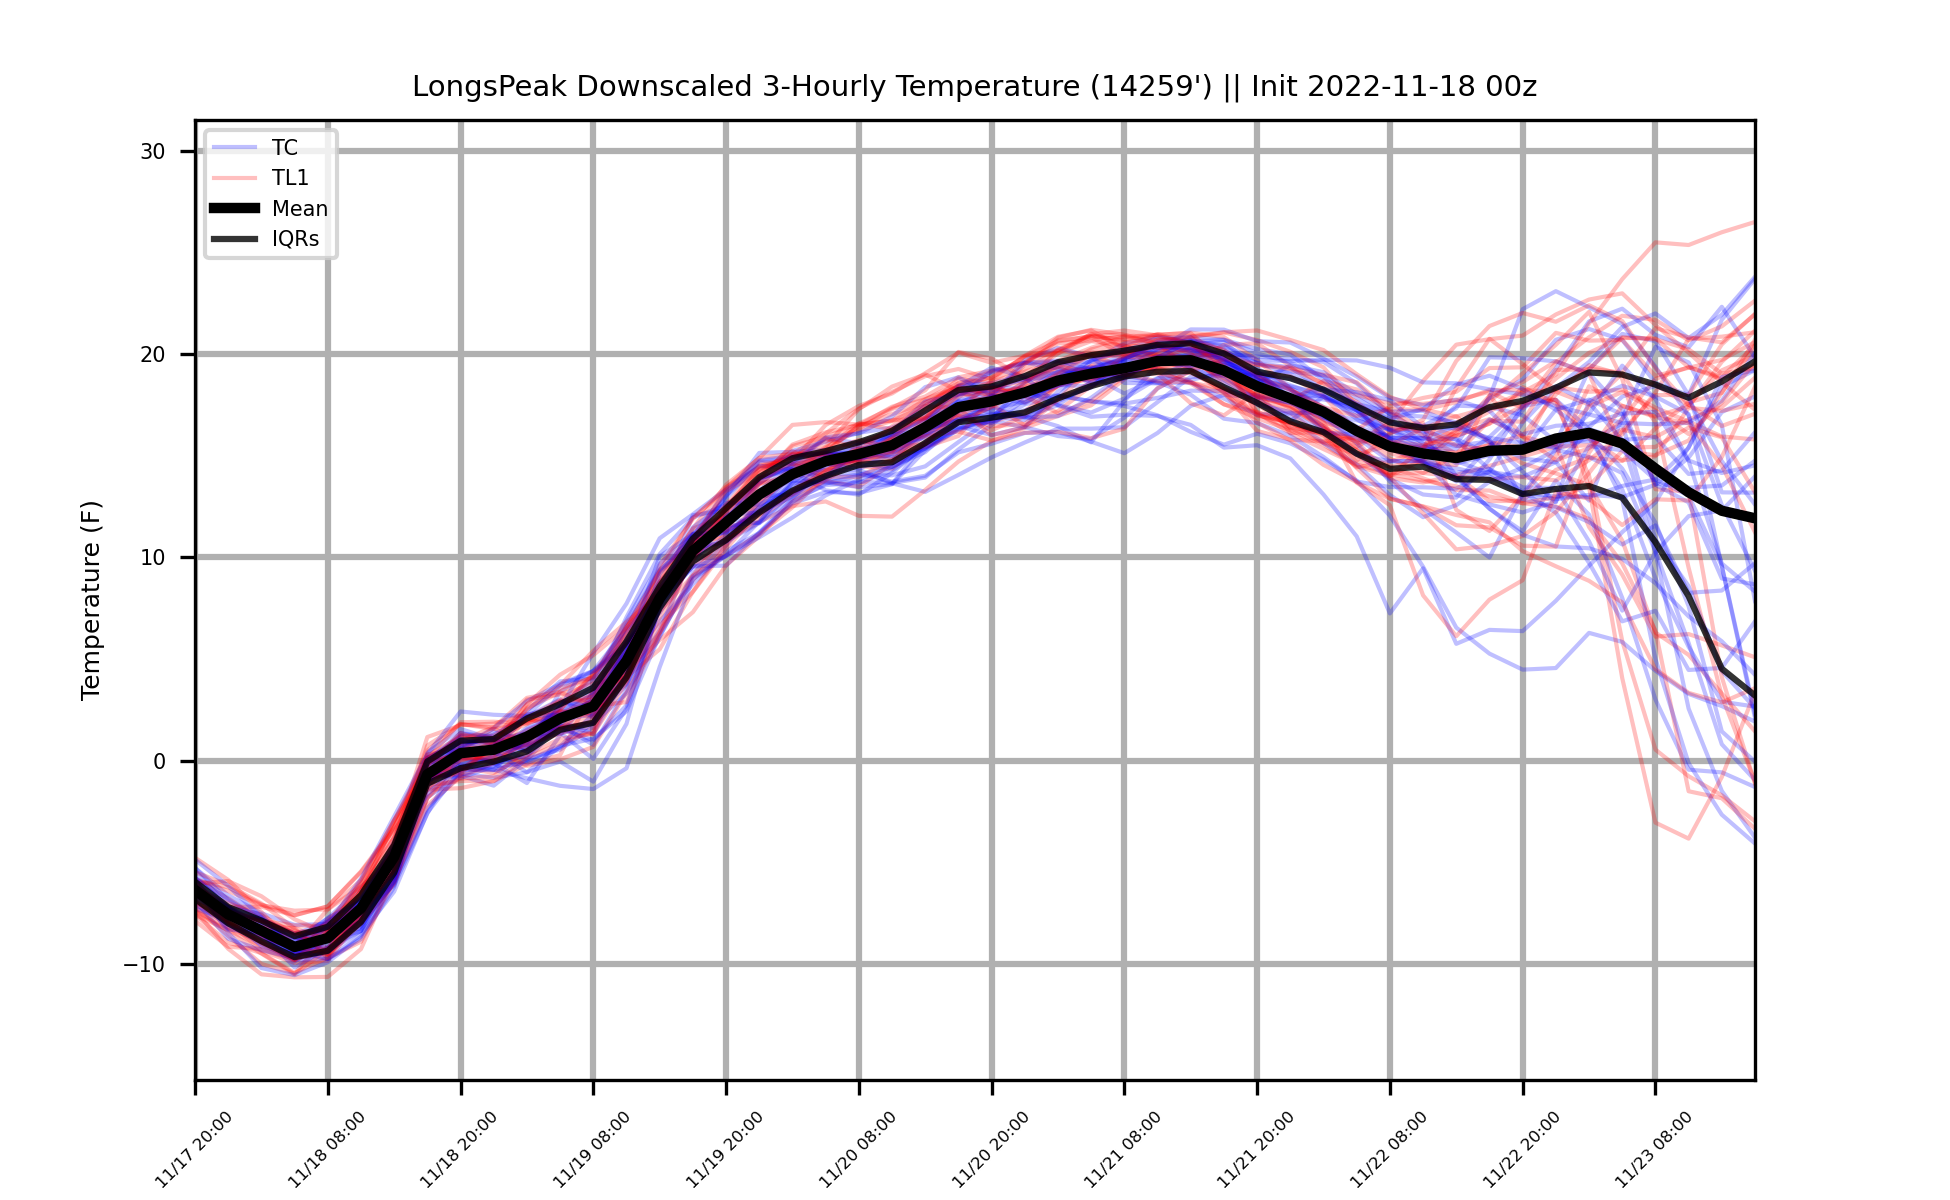 LongsPeak Downscaled 3-Hourly Temperature (14259') || Init 2022-11-18 00z
TC
TL1
Mean
IQRs
Temperature (F)
30
20
10
0
−10
11/17 20:00
11/18 08:00
11/18 20:00
11/19 08:00
11/19 20:00
11/20 08:00
11/20 20:00
11/21 08:00
11/21 20:00
11/22 08:00
11/22 20:00
11/23 08:00